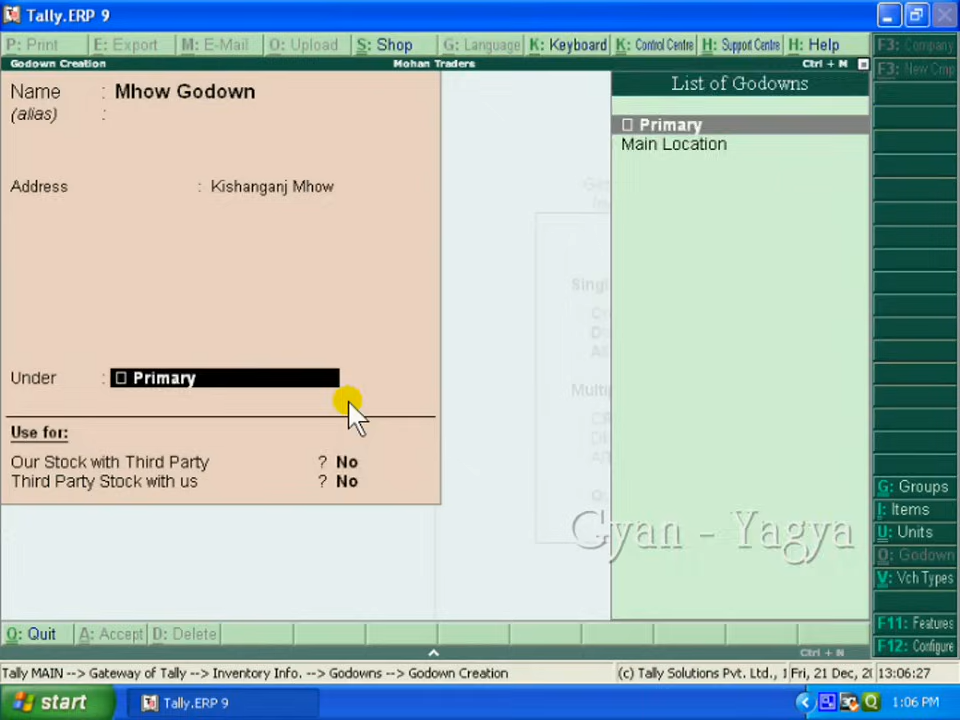 Tally.ERP 9
P: Print E: Export M: E-Mail O: Upload S: Shop G: Language K: Keyboard K: Control Centre H: Support Centre H: Help F3: Company
Godown Creation Mohan Traders Ctrl + M
F3: New Cmp
Name : Mhow Godown
(alias) :
Address : Kishanganj Mhow
Under : Primary
Use for:
Our Stock with Third Party ? No
Third Party Stock with us ? No
List of Godowns
Primary
Main Location
Gyan - Yagya
G: Groups
I: Items
U: Units
O: Godown
V: Vch Types
F11: Features
F12: Configure
Q: Quit A: Accept D: Delete
Ctrl + N
Tally MAIN --> Gateway of Tally --> Inventory Info. --> Godowns --> Godown Creation (c) Tally Solutions Pvt. Ltd., Fri, 21 Dec, 13:06:27
start Tally.ERP 9 1:06 PM